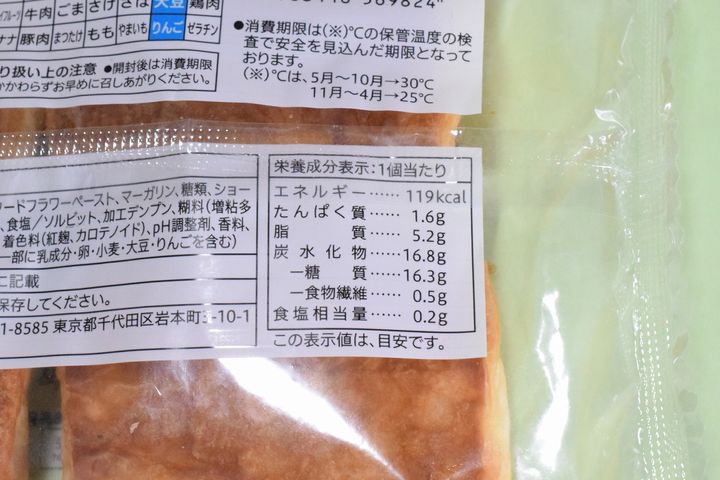 569824"
イフルーツ 牛肉 ごま さけ さば 大豆 鶏肉
ナナ 豚肉 まつたけ もも やまいも りんご ゼラチン
り扱い上の注意 ●開封後は消費期限
かかわらずお早めに召しあがりください。
●消費期限は(※)℃の保管温度の検
査で安全を見込んだ期限となって
おります。
(※)℃は、5月～10月→30℃
11月～4月→25℃
ードフラワーペースト、マーガリン、糖類、ショー
、食塩／ソルビット、加工デンプン、糊料(増粘多
、着色料(紅麹、カロテノイド)、pH調整剤、香料、
一部に乳成分・卵・小麦・大豆・りんごを含む)
に記載
保存してください。
1-8585 東京都千代田区岩本町3-10-1
栄養成分表示:1個当たり
エネルギー……119kcal
たんぱく質……1.6g
脂質……5.2g
炭水化物……16.8g
－糖質……16.3g
－食物繊維……0.5g
食塩相当量……0.2g
この表示値は、目安です。